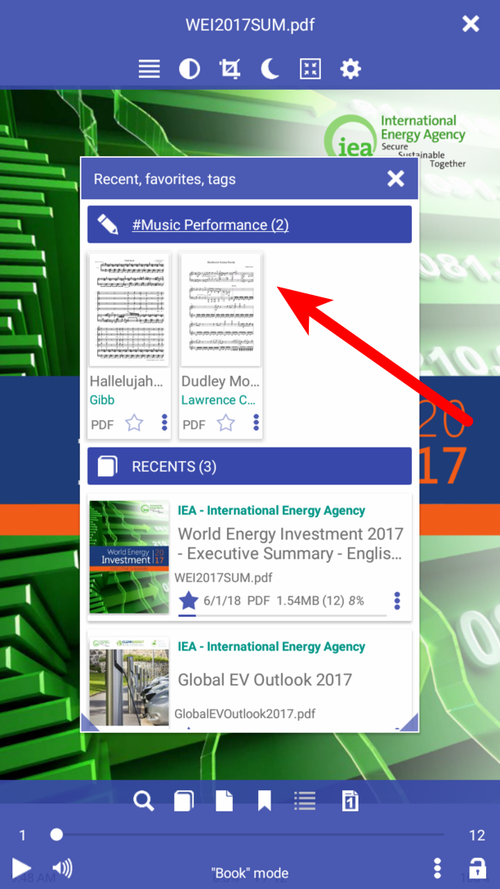 WEI2017SUM.pdf
International
Energy Agency
iea
Secure
Sustainable
Together
Recent, favorites, tags
#Music Performance (2)
Hallelujah...
Gibb
PDF
Dudley Mo...
Lawrence C...
PDF
20
17
RECENTS (3)
IEA - International Energy Agency
World Energy Investment 2017
- Executive Summary - Englis...
WEI2017SUM.pdf
6/1/18 PDF 1.54MB (12) 8%
World Energy
Investment
20
17
IEA - International Energy Agency
Global EV Outlook 2017
GlobalEVOutlook2017.pdf
1
1
12
"Book" mode